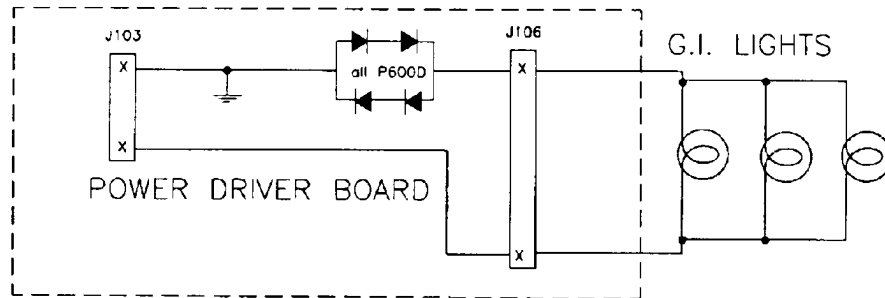 J103
J106
G.I. LIGHTS
X
all P600D
X
X
POWER DRIVER BOARD
X